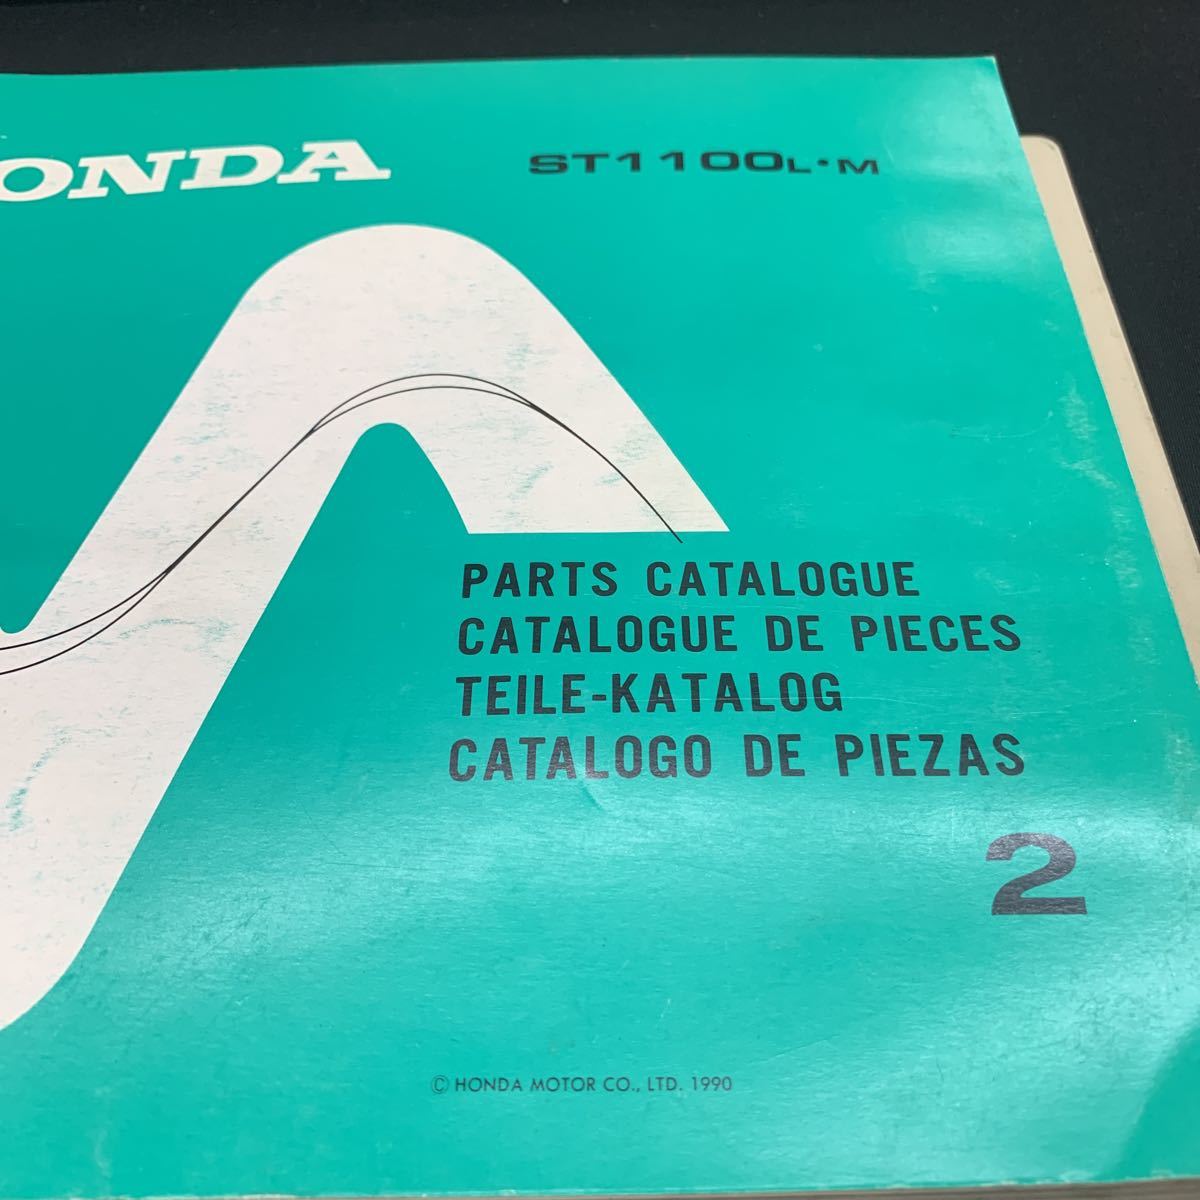 ONDA
ST1100L·M
PARTS CATALOGUE
CATALOGUE DE PIECES
TEILE-KATALOG
CATALOGO DE PIEZAS
2
© HONDA MOTOR CO., LTD. 1990